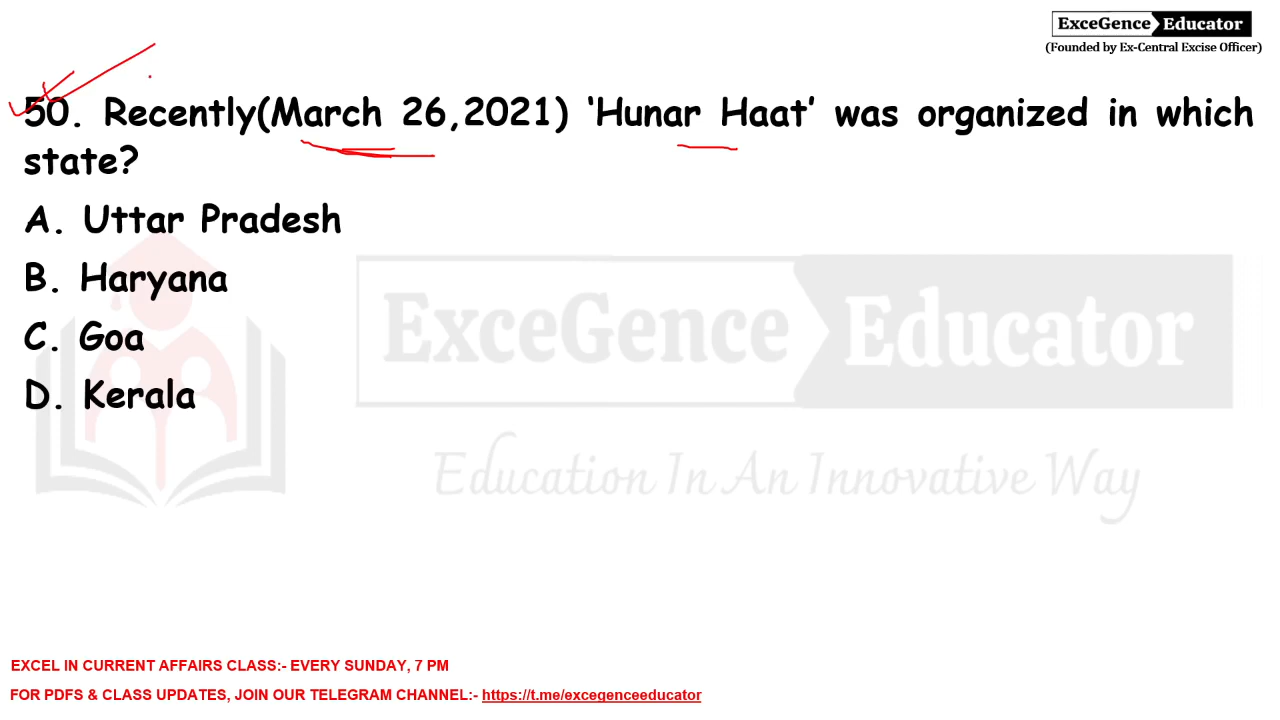 ExceGence Educator
(Founded by Ex-Central Excise Officer)
50. Recently(March 26,2021) ‘Hunar Haat’ was organized in which
state?
A. Uttar Pradesh
B. Haryana
C. Goa
D. Kerala
ExceGence Educator
Education In An Innovative Way
EXCEL IN CURRENT AFFAIRS CLASS:- EVERY SUNDAY, 7 PM
FOR PDFS & CLASS UPDATES, JOIN OUR TELEGRAM CHANNEL:- https://t.me/excegenceeducator